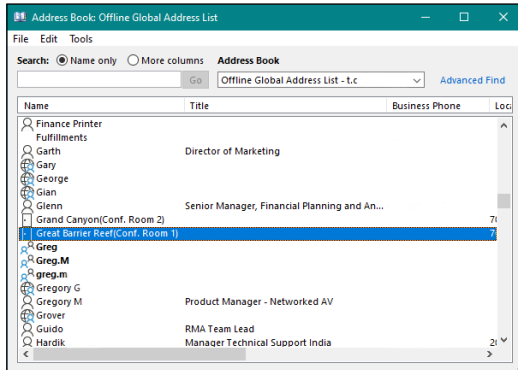 Address Book: Offline Global Address List
File Edit Tools
Search: Name only More columns Address Book
Go Offline Global Address List - t.c Advanced Find
Name Title Business Phone Loca
Finance Printer
Fulfillments
Garth Director of Marketing
Gary
George
Gian
Glenn Senior Manager, Financial Planning and An...
Grand Canyon(Conf. Room 2) 70
Great Barrier Reef(Conf. Room 1) 7
Greg
Greg.M
greg.m
Gregory G
Gregory M Product Manager - Networked AV
Grover
Guido RMA Team Lead
Hardik Manager Technical Support India 20